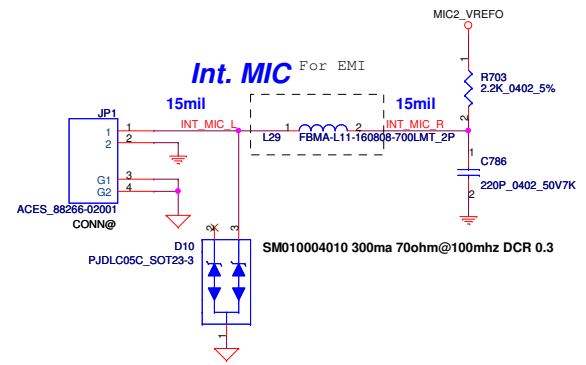 MIC2_VREFO
Int. MIC
For EMI
1
R703
2.2K_0402_5%
2
15mil
15mil
JP1
1
1
INT_MIC_L
L29
1
2
FBMA-L11-160808-700LMT_2P
INT_MIC_R
2
2
1
C786
220P_0402_50V7K
2
G1
3
G2
4
ACES_88266-02001
CONN@
2
3
D10
PJDLC05C_SOT23-3
SM010004010 300ma 70ohm@100mhz DCR 0.3
1